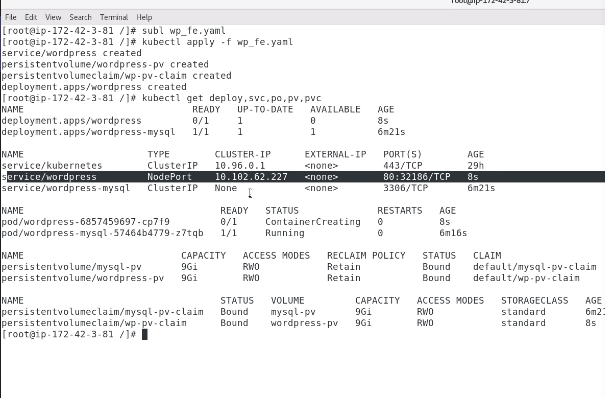 File Edit View Search Terminal Help
[root@ip-172-42-3-81 /]# subl wp_fe.yaml
[root@ip-172-42-3-81 /]# kubectl apply -f wp_fe.yaml
service/wordpress created
persistentvolume/wordpress-pv created
persistentvolumeclaim/wp-pv-claim created
deployment.apps/wordpress created
[root@ip-172-42-3-81 /]# kubectl get deploy,svc,po,pv,pvc
NAME READY UP-TO-DATE AVAILABLE AGE
deployment.apps/wordpress 0/1 1 0 8s
deployment.apps/wordpress-mysql 1/1 1 1 6m21s
NAME TYPE CLUSTER-IP EXTERNAL-IP PORT(S) AGE
service/kubernetes ClusterIP 10.96.0.1 <none> 443/TCP 29h
service/wordpress NodePort 10.102.62.227 <none> 80:32186/TCP 8s
service/wordpress-mysql ClusterIP None <none> 3306/TCP 6m21s
NAME READY STATUS RESTARTS AGE
pod/wordpress-6857459697-cp7f9 0/1 ContainerCreating 0 8s
pod/wordpress-mysql-57464b4779-z7tqb 1/1 Running 0 6m16s
NAME CAPACITY ACCESS MODES RECLAIM POLICY STATUS CLAIM
persistentvolume/mysql-pv 9Gi RWO Retain Bound default/mysql-pv-claim
persistentvolume/wordpress-pv 9Gi RWO Retain Bound default/wp-pv-claim
NAME STATUS VOLUME CAPACITY ACCESS MODES STORAGECLASS AGE
persistentvolumeclaim/mysql-pv-claim Bound mysql-pv 9Gi RWO standard
persistentvolumeclaim/wp-pv-claim Bound wordpress-pv 9Gi RWO standard 8s
[root@ip-172-42-3-81 /]#